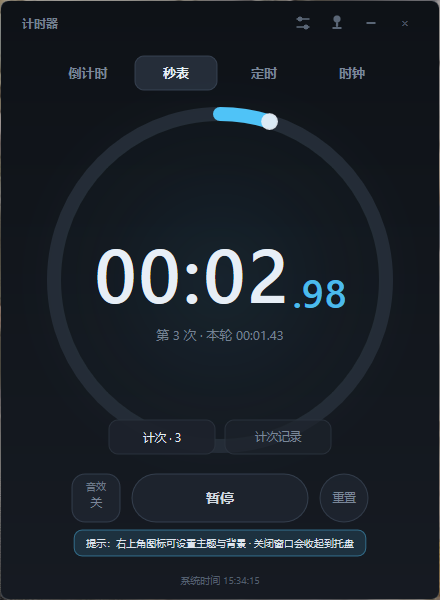 计时器
倒计时 秒表 定时 时钟
00:02.98
第 3 次 · 本轮 00:01.43
计次 · 3 计次记录
音效
关
暂停
重置
提示：右上角图标可设置主题与背景 · 关闭窗口会收起到托盘
系统时间 15:34:15